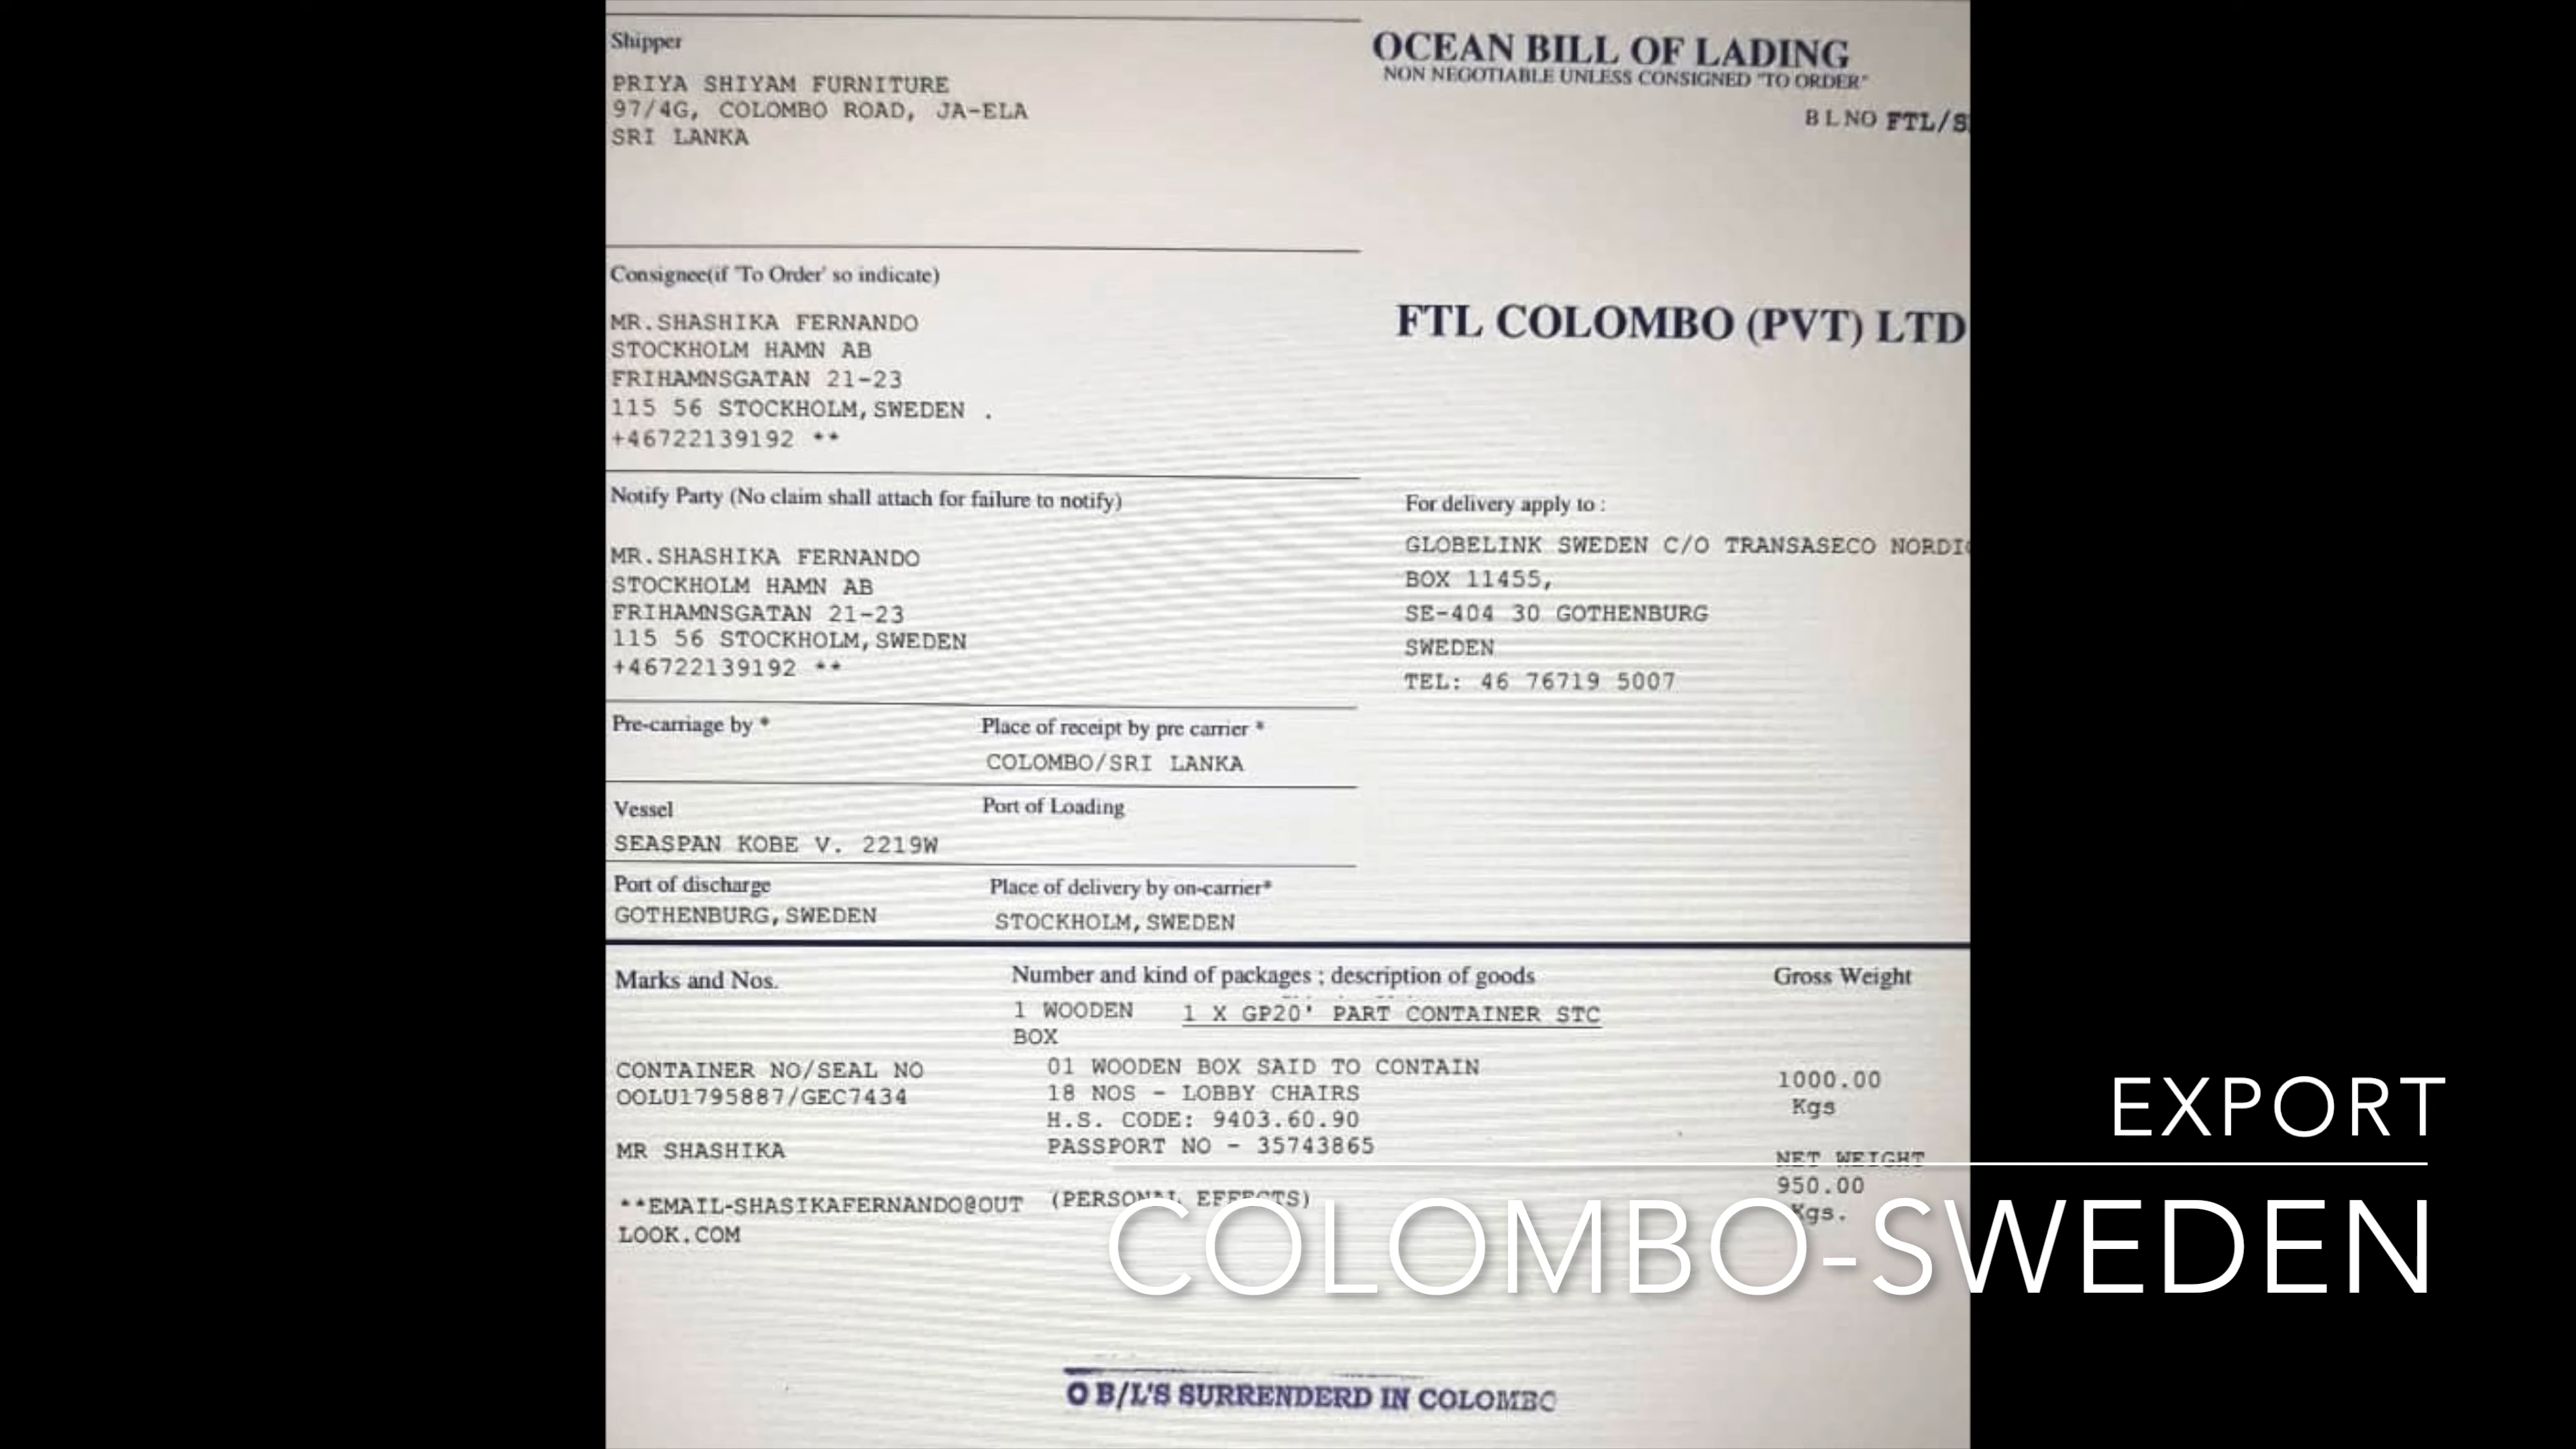 Shipper
PRIYA SHIYAM FURNITURE
97/4G, COLOMBO ROAD, JA-ELA
SRI LANKA
OCEAN BILL OF LADING
NON NEGOTIABLE UNLESS CONSIGNED "TO ORDER"
B L NO FTL/S
Consignee(if 'To Order' so indicate)
MR.SHASHIKA FERNANDO
STOCKHOLM HAMN AB
FRIHAMNSGATAN 21-23
115 56 STOCKHOLM,SWEDEN .
+46722139192 **
FTL COLOMBO (PVT) LTD
Notify Party (No claim shall attach for failure to notify)
MR.SHASHIKA FERNANDO
STOCKHOLM HAMN AB
FRIHAMNSGATAN 21-23
115 56 STOCKHOLM,SWEDEN
+46722139192 **
For delivery apply to :
GLOBELINK SWEDEN C/O TRANSASECO NORDIC
BOX 11455,
SE-404 30 GOTHENBURG
SWEDEN
TEL: 46 76719 5007
Pre-carriage by *
Place of receipt by pre carrier *
COLOMBO/SRI LANKA
Vessel
Port of Loading
SEASPAN KOBE V. 2219W
Port of discharge
Place of delivery by on-carrier*
GOTHENBURG,SWEDEN
STOCKHOLM,SWEDEN
Marks and Nos.
Number and kind of packages ; description of goods
Gross Weight
1 WOODEN BOX
1 X GP20' PART CONTAINER STC
CONTAINER NO/SEAL NO
OOLU1795887/GEC7434
MR SHASHIKA
**EMAIL-SHASIKAFERNANDO@OUT
LOOK.COM
01 WOODEN BOX SAID TO CONTAIN
18 NOS - LOBBY CHAIRS
H.S. CODE: 9403.60.90
PASSPORT NO - 35743865
(PERSONAL EFFECTS)
1000.00
Kgs
NET WEIGHT
950.00
Kgs.
EXPORT
COLOMBO-SWEDEN
O B/L'S SURRENDERD IN COLOMBO